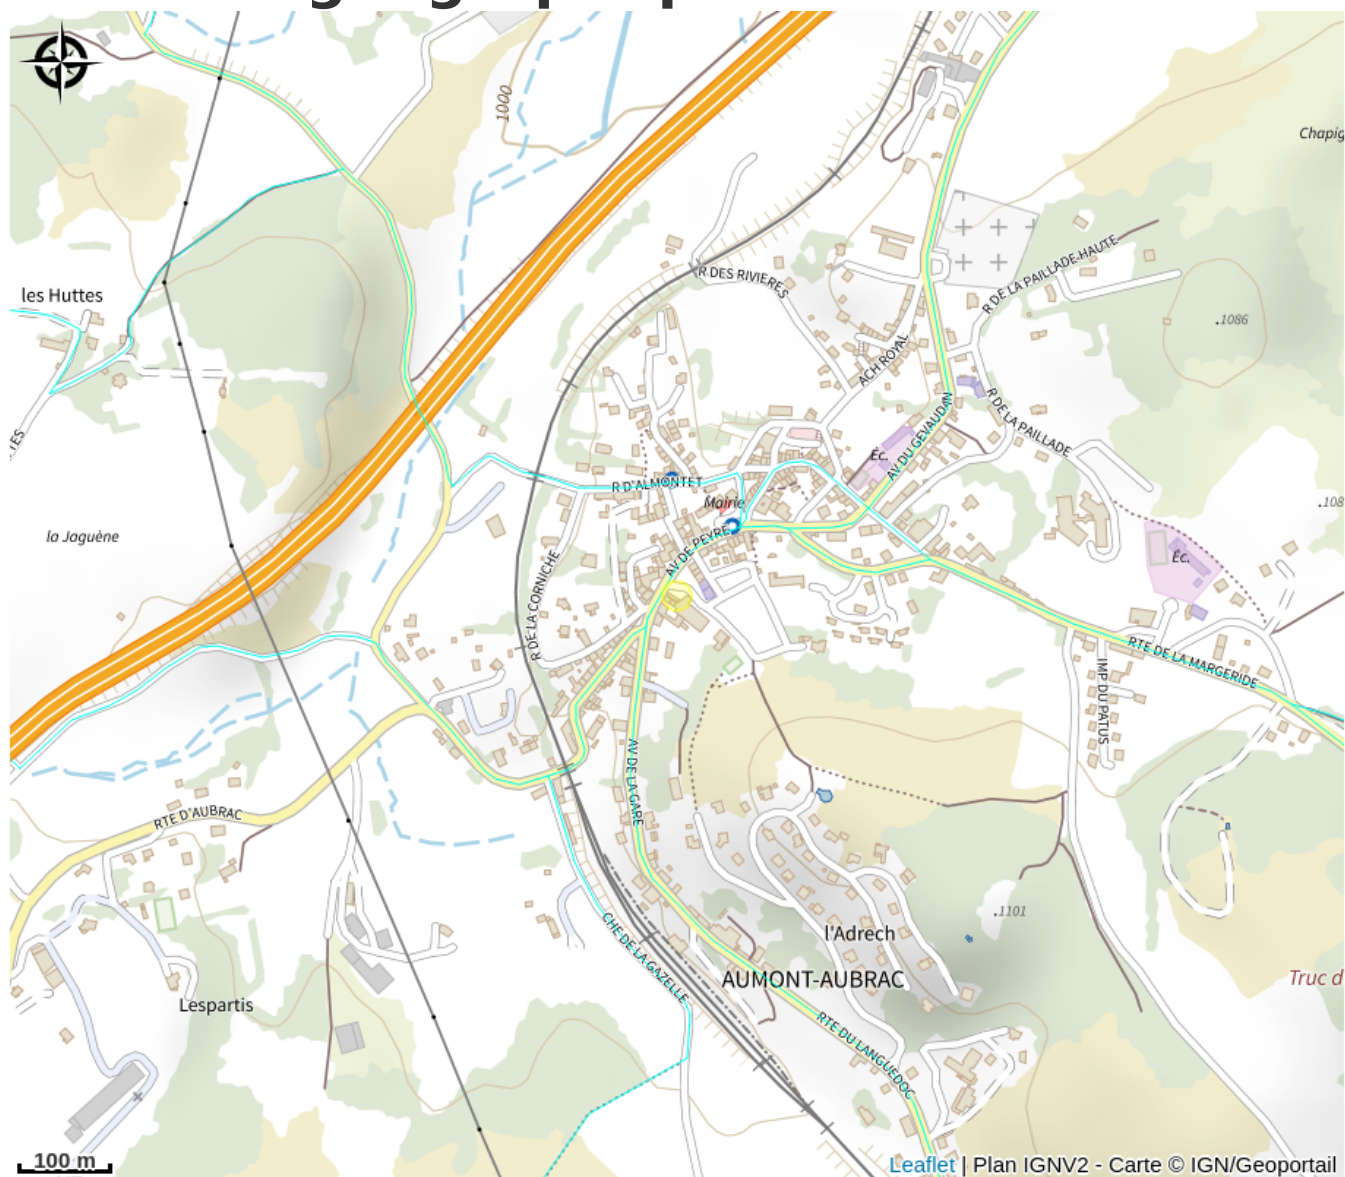 1000
Chapig
les Huttes
R DES RIVIERES
R DE LA PAILLADE HAUTE
.1086
ACH ROYAL
R DE LA PAILLADE
AV DU GEVAUDAN
Éc.
R D'ALMONTET
Mairie
.108
la Jaguène
AV DE PEYRE
Éc.
R DE LA CORNICHE
RTE DE LA MARGERIDE
IMP DU PATUS
AV DE LA GARE
RTE D'AUBRAC
.1101
l'Adrech
CHE DE LA GAZELLE
AUMONT-AUBRAC
Truc d
Lespartis
RTE DU LANGUEDOC
100 m
Leaflet | Plan IGNV2 - Carte © IGN/Geoportail